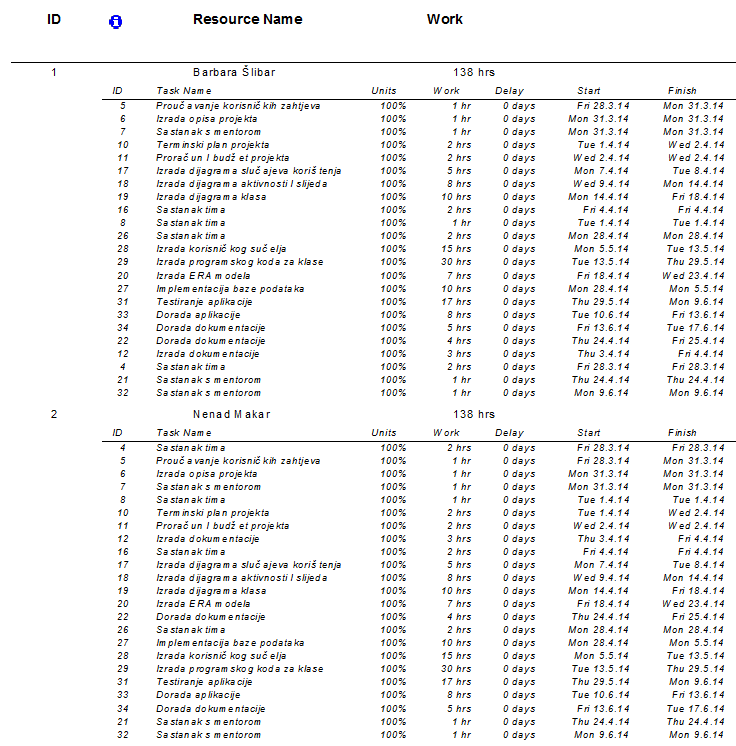 ID Resource Name Work
1 Barbara Šlibar 138 hrs
ID Task Name Units Work Delay Start Finish
5 Proučavanje korisničkih zahtjeva 100% 1 hr 0 days Fri 28.3.14 Mon 31.3.14
6 Izrada opisa projekta 100% 1 hr 0 days Mon 31.3.14 Mon 31.3.14
7 Sastanak s mentorom 100% 1 hr 0 days Mon 31.3.14 Mon 31.3.14
10 Terminski plan projekta 100% 2 hrs 0 days Tue 1.4.14 Wed 2.4.14
11 Proračun I budžet projekta 100% 2 hrs 0 days Wed 2.4.14 Wed 2.4.14
17 Izrada dijagrama slučajeva korištenja 100% 5 hrs 0 days Mon 7.4.14 Tue 8.4.14
18 Izrada dijagrama aktivnosti I slijeda 100% 8 hrs 0 days Wed 9.4.14 Mon 14.4.14
19 Izrada dijagrama klasa 100% 10 hrs 0 days Mon 14.4.14 Fri 18.4.14
16 Sastanak tima 100% 2 hrs 0 days Fri 4.4.14 Fri 4.4.14
8 Sastanak tima 100% 1 hr 0 days Tue 1.4.14 Tue 1.4.14
26 Sastanak tima 100% 2 hrs 0 days Mon 28.4.14 Mon 28.4.14
28 Izrada korisničkog sučelja 100% 15 hrs 0 days Mon 5.5.14 Tue 13.5.14
29 Izrada programskog koda za klase 100% 30 hrs 0 days Tue 13.5.14 Thu 29.5.14
20 Izrada ERA modela 100% 7 hrs 0 days Fri 18.4.14 Wed 23.4.14
27 Implementacija baze podataka 100% 10 hrs 0 days Mon 28.4.14 Mon 5.5.14
31 Testiranje aplikacije 100% 17 hrs 0 days Thu 29.5.14 Mon 9.6.14
33 Dorada aplikacije 100% 8 hrs 0 days Tue 10.6.14 Fri 13.6.14
34 Dorada dokumentacije 100% 5 hrs 0 days Fri 13.6.14 Tue 17.6.14
22 Dorada dokumentacije 100% 4 hrs 0 days Thu 24.4.14 Fri 25.4.14
12 Izrada dokumentacije 100% 3 hrs 0 days Thu 3.4.14 Fri 4.4.14
4 Sastanak tima 100% 2 hrs 0 days Fri 28.3.14 Fri 28.3.14
21 Sastanak s mentorom 100% 1 hr 0 days Thu 24.4.14 Thu 24.4.14
32 Sastanak s mentorom 100% 1 hr 0 days Mon 9.6.14 Mon 9.6.14
2 Nenad Makar 138 hrs
ID Task Name Units Work Delay Start Finish
4 Sastanak tima 100% 2 hrs 0 days Fri 28.3.14 Fri 28.3.14
5 Proučavanje korisničkih zahtjeva 100% 1 hr 0 days Fri 28.3.14 Mon 31.3.14
6 Izrada opisa projekta 100% 1 hr 0 days Mon 31.3.14 Mon 31.3.14
7 Sastanak s mentorom 100% 1 hr 0 days Mon 31.3.14 Mon 31.3.14
8 Sastanak tima 100% 1 hr 0 days Tue 1.4.14 Tue 1.4.14
10 Terminski plan projekta 100% 2 hrs 0 days Tue 1.4.14 Wed 2.4.14
11 Proračun I budžet projekta 100% 2 hrs 0 days Wed 2.4.14 Wed 2.4.14
12 Izrada dokumentacije 100% 3 hrs 0 days Thu 3.4.14 Fri 4.4.14
16 Sastanak tima 100% 2 hrs 0 days Fri 4.4.14 Fri 4.4.14
17 Izrada dijagrama slučajeva korištenja 100% 5 hrs 0 days Mon 7.4.14 Tue 8.4.14
18 Izrada dijagrama aktivnosti I slijeda 100% 8 hrs 0 days Wed 9.4.14 Mon 14.4.14
19 Izrada dijagrama klasa 100% 10 hrs 0 days Mon 14.4.14 Fri 18.4.14
20 Izrada ERA modela 100% 7 hrs 0 days Fri 18.4.14 Wed 23.4.14
22 Dorada dokumentacije 100% 4 hrs 0 days Thu 24.4.14 Fri 25.4.14
26 Sastanak tima 100% 2 hrs 0 days Mon 28.4.14 Mon 28.4.14
27 Implementacija baze podataka 100% 10 hrs 0 days Mon 28.4.14 Mon 5.5.14
28 Izrada korisničkog sučelja 100% 15 hrs 0 days Mon 5.5.14 Tue 13.5.14
29 Izrada programskog koda za klase 100% 30 hrs 0 days Tue 13.5.14 Thu 29.5.14
31 Testiranje aplikacije 100% 17 hrs 0 days Thu 29.5.14 Mon 9.6.14
33 Dorada aplikacije 100% 8 hrs 0 days Tue 10.6.14 Fri 13.6.14
34 Dorada dokumentacije 100% 5 hrs 0 days Fri 13.6.14 Tue 17.6.14
21 Sastanak s mentorom 100% 1 hr 0 days Thu 24.4.14 Thu 24.4.14
32 Sastanak s mentorom 100% 1 hr 0 days Mon 9.6.14 Mon 9.6.14